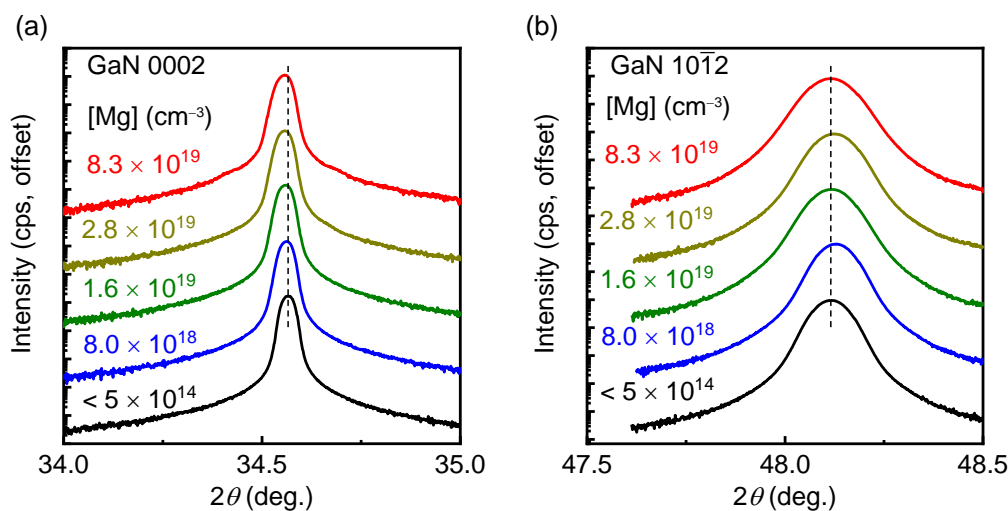 (a)
GaN 0002
[Mg] (cm⁻³)
8.3 × 10¹⁹
2.8 × 10¹⁹
1.6 × 10¹⁹
8.0 × 10¹⁸
< 5 × 10¹⁴
Intensity (cps, offset)
34.0 34.5 35.0
2θ (deg.)
(b)
GaN 101̅2
[Mg] (cm⁻³)
8.3 × 10¹⁹
2.8 × 10¹⁹
1.6 × 10¹⁹
8.0 × 10¹⁸
< 5 × 10¹⁴
Intensity (cps, offset)
47.5 48.0 48.5
2θ (deg.)